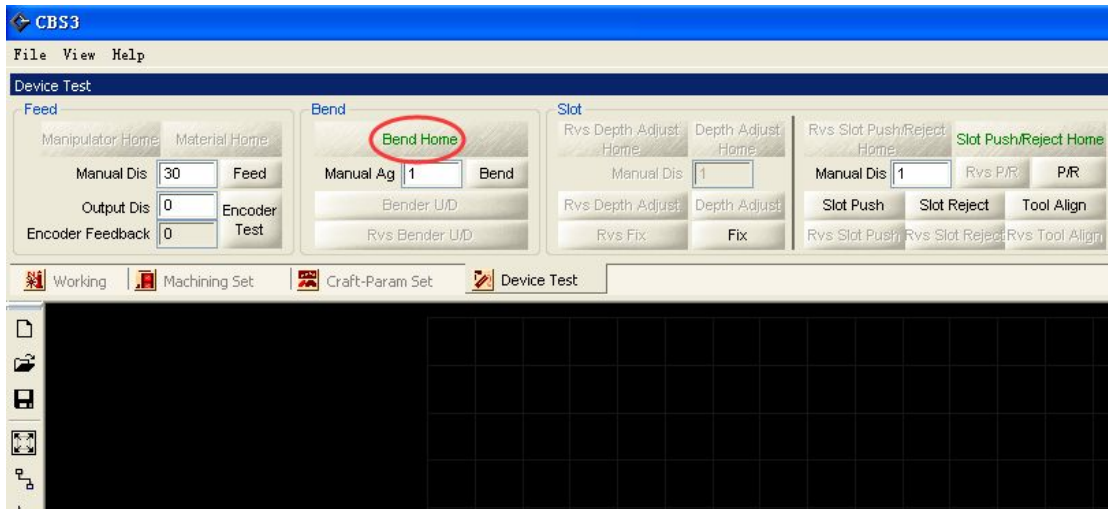 CBS3
File View Help
Device Test
Feed
Manipulator Home Material Home
Manual Dis 30 Feed
Output Dis 0 Encoder Test
Encoder Feedback 0
Bend
Bend Home
Manual Ag 1 Bend
Bender U/D
Rvs Bender U/D
Slot
Rvs Depth Adjust Home Depth Adjust Home
Manual Dis 1
Rvs Depth Adjust Depth Adjust
Rvs Fix Fix
Rvs Slot Push/Reject Home Slot Push/Reject Home
Manual Dis 1 Rvs P/R P/R
Slot Push Slot Reject Tool Align
Rvs Slot Push Rvs Slot Reject Rvs Tool Align
Working Machining Set Craft-Param Set Device Test